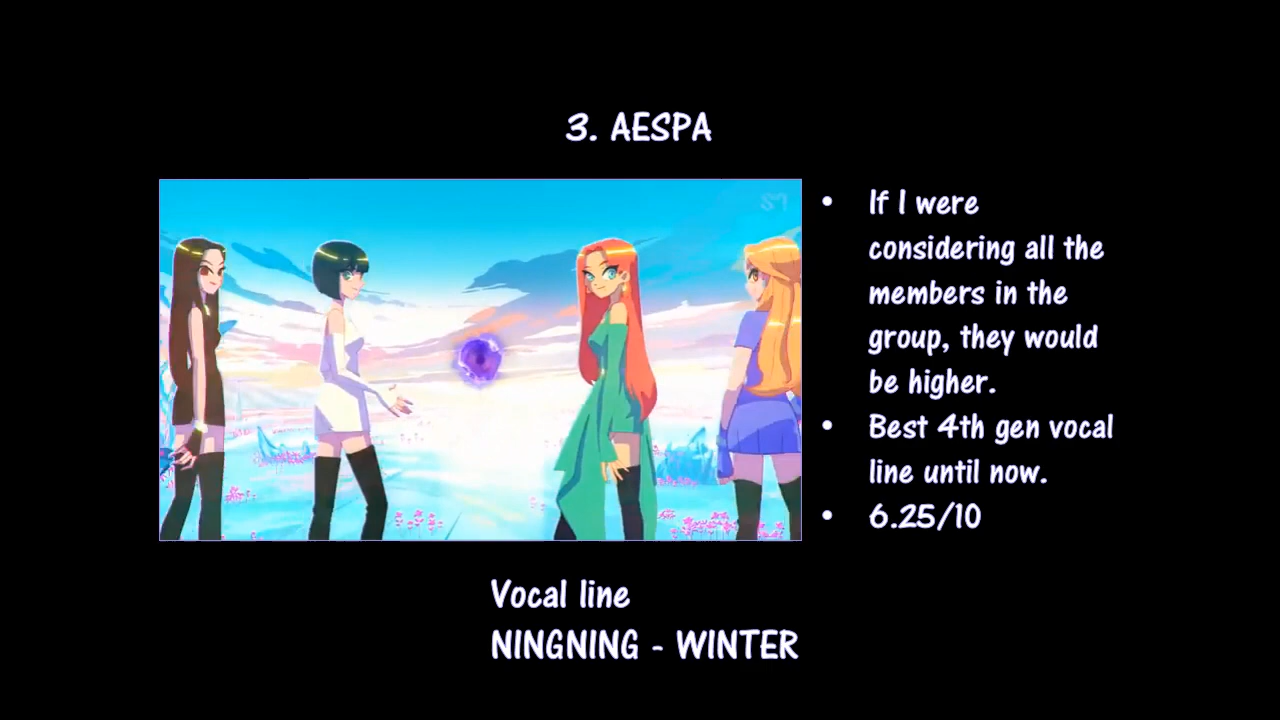 3. AESPA
SM
• If I were
considering all the
members in the
group, they would
be higher.
• Best 4th gen vocal
line until now.
• 6.25/10
Vocal line
NINGNING - WINTER